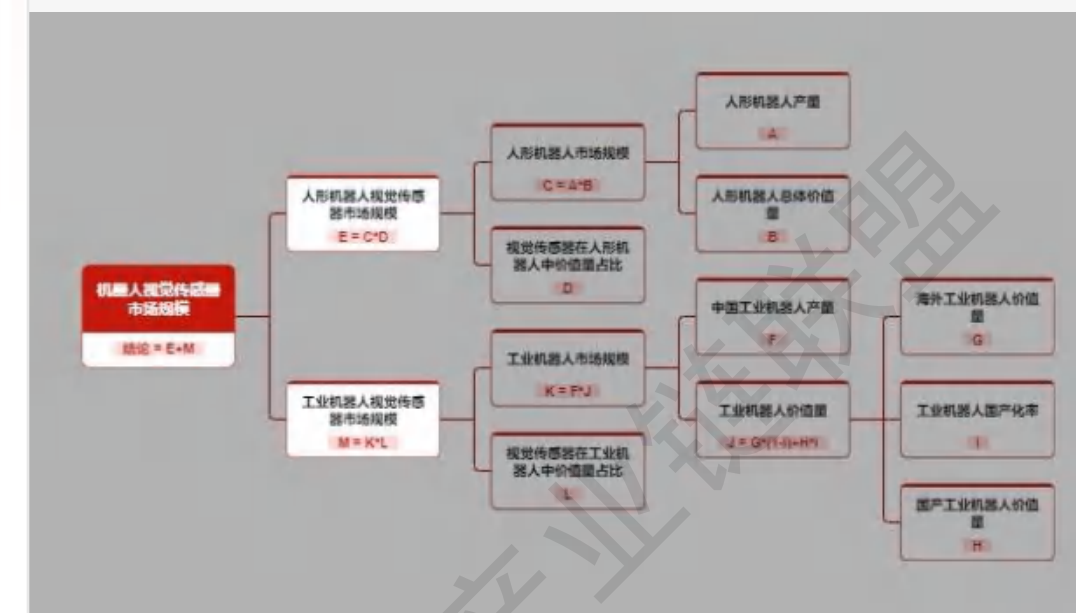 人形机器人产量
A
人形机器人市场规模
C = A*B
人形机器人视觉传感
器市场规模
E = C*D
人形机器人总体价值
量
B
视觉传感器在人形机
器人中价值量占比
D
机器人视觉传感器
市场规模
结论 = E+M
中国工业机器人产量
F
海外工业机器人价值
量
G
工业机器人市场规模
K = F*J
工业机器人视觉传感
器市场规模
M = K*L
工业机器人价值量
J = G*(1-I)+H*I
工业机器人国产化率
I
视觉传感器在工业机
器人中价值量占比
L
国产工业机器人价值
量
H
产业链联盟